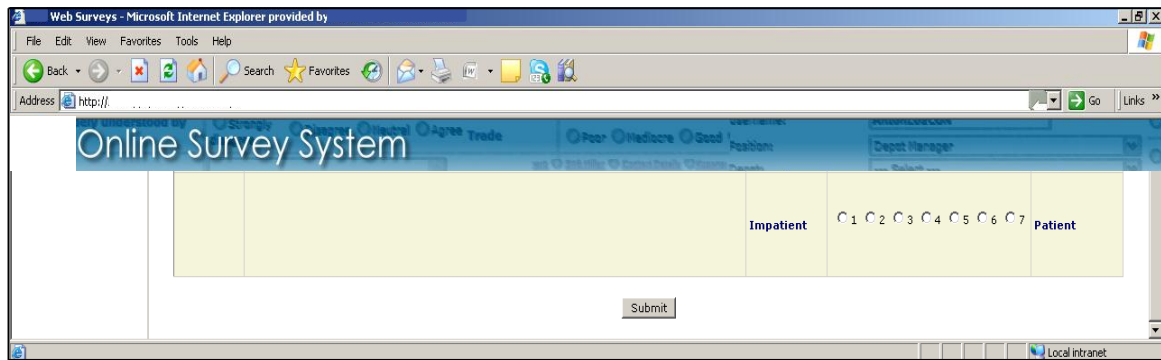 Web Surveys - Microsoft Internet Explorer provided by
File Edit View Favorites Tools Help
Back Search Favorites
Address http://. Go Links »
Online Survey System
Strongly Disagree Neutral Agree Trade Poor Mediocre Good
Position: Depot Manager
Impatient 1 2 3 4 5 6 7 Patient
Submit
Local intranet